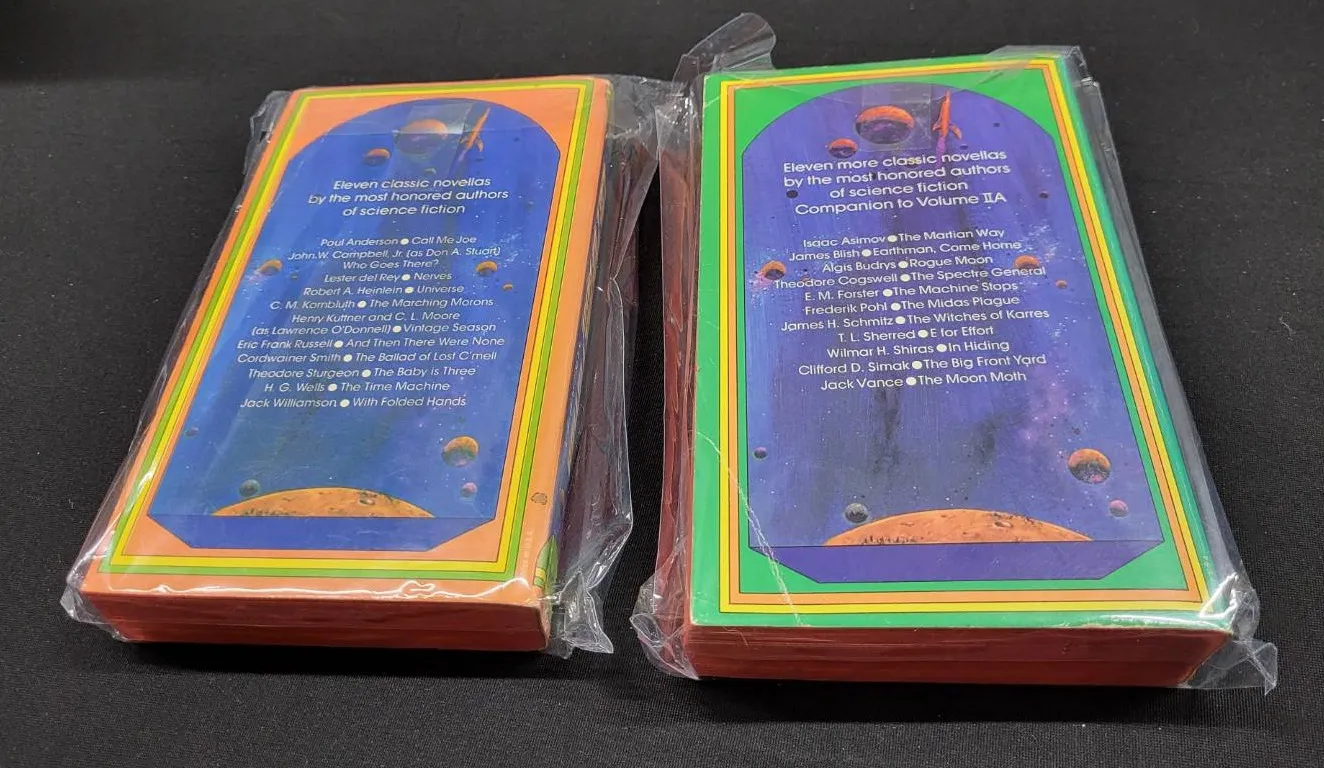 Eleven classic novellas
by the most honored authors
of science fiction
Poul Anderson ● Call Me Joe
John W. Campbell, Jr. (as Don A. Stuart)
Who Goes There?
Lester del Rey ● Nerves
Robert A. Heinlein ● Universe
C. M. Kornbluth ● The Marching Morons
Henry Kuttner and C. L. Moore
(as Lawrence O'Donnell) ● Vintage Season
Eric Frank Russell ● And Then There Were None
Cordwainer Smith ● The Ballad of Lost C'mell
Theodore Sturgeon ● The Baby is Three
H. G. Wells ● The Time Machine
Jack Williamson ● With Folded Hands
Eleven more classic novellas
by the most honored authors
of science fiction
Companion to Volume IIA
Isaac Asimov ● The Martian Way
James Blish ● Earthman, Come Home
Algis Budrys ● Rogue Moon
Theodore Cogswell ● The Spectre General
E. M. Forster ● The Machine Stops
Frederik Pohl ● The Midas Plague
James H. Schmitz ● The Witches of Karres
T. L. Sherred ● E for Effort
Wilmar H. Shiras ● In Hiding
Clifford D. Simak ● The Big Front Yard
Jack Vance ● The Moon Moth